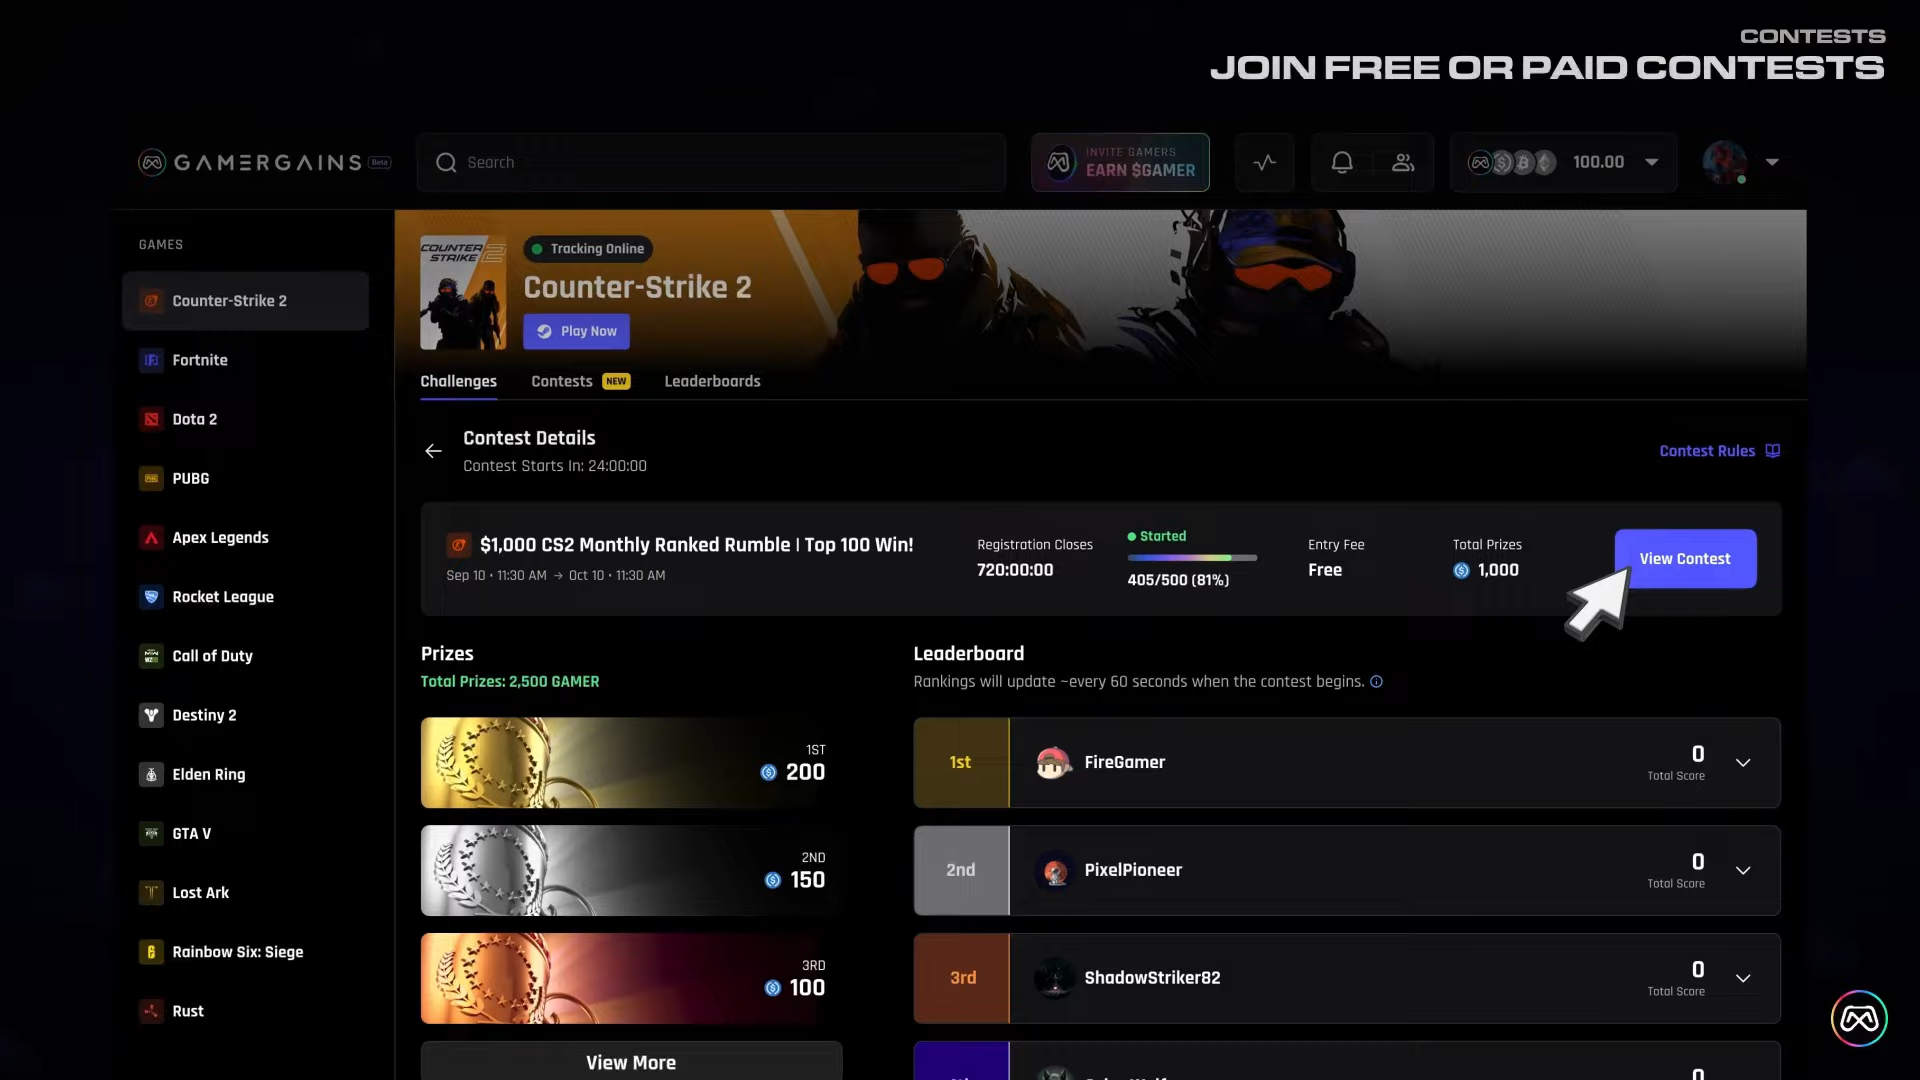 CONTESTS
JOIN FREE OR PAID CONTESTS
GAMERGAINS Beta
Search
INVITE GAMERS
EARN $GAMER
100.00
GAMES
Counter-Strike 2
Fortnite
Dota 2
PUBG
Apex Legends
Rocket League
Call of Duty
Destiny 2
Elden Ring
GTA V
Lost Ark
Rainbow Six: Siege
Rust
COUNTER
STRIKE 2
Tracking Online
Counter-Strike 2
Play Now
Challenges
Contests NEW
Leaderboards
Contest Details
Contest Starts In: 24:00:00
Contest Rules
$1,000 CS2 Monthly Ranked Rumble | Top 100 Win!
Sep 10 • 11:30 AM → Oct 10 • 11:30 AM
Registration Closes
720:00:00
Started
405/500 (81%)
Entry Fee
Free
Total Prizes
1,000
View Contest
Prizes
Total Prizes: 2,500 GAMER
1ST
200
2ND
150
3RD
100
View More
Leaderboard
Rankings will update ~every 60 seconds when the contest begins.
1st
FireGamer
0
Total Score
2nd
PixelPioneer
0
Total Score
3rd
ShadowStriker82
0
Total Score
0